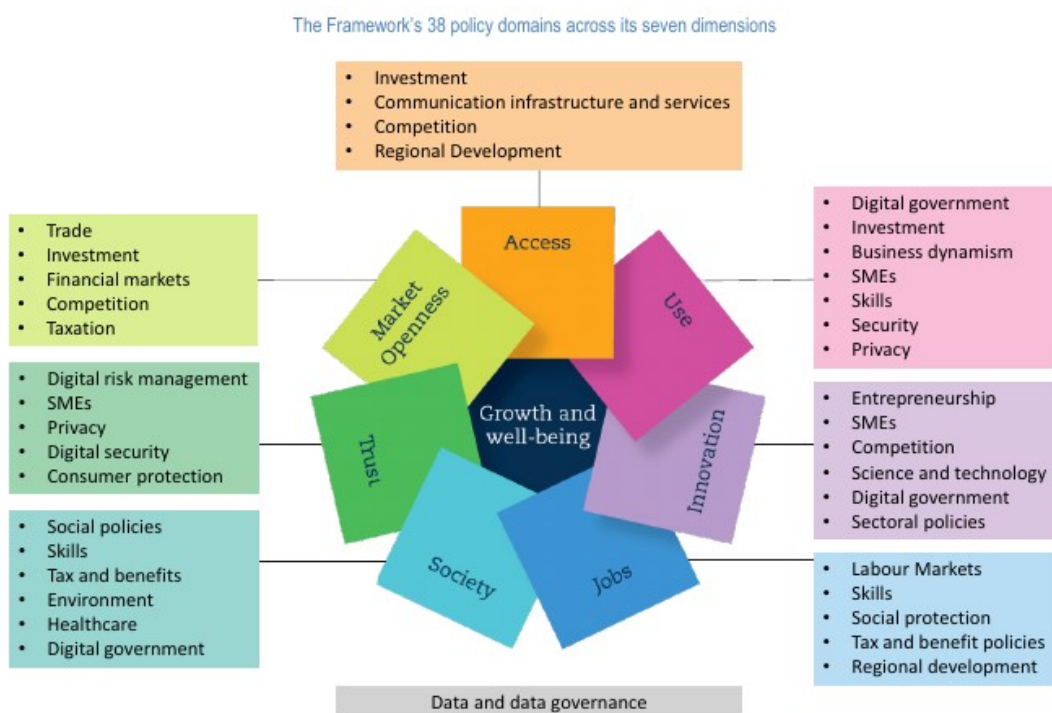 The Framework's 38 policy domains across its seven dimensions
• Investment
• Communication infrastructure and services
• Competition
• Regional Development
• Trade
• Investment
• Financial markets
• Competition
• Taxation
• Digital risk management
• SMEs
• Privacy
• Digital security
• Consumer protection
• Social policies
• Skills
• Tax and benefits
• Environment
• Healthcare
• Digital government
Access
Market
Openness
Use
Trust
Growth and
well-being
Innovation
Society
Jobs
• Digital government
• Investment
• Business dynamism
• SMEs
• Skills
• Security
• Privacy
• Entrepreneurship
• SMEs
• Competition
• Science and technology
• Digital government
• Sectoral policies
• Labour Markets
• Skills
• Social protection
• Tax and benefit policies
• Regional development
Data and data governance